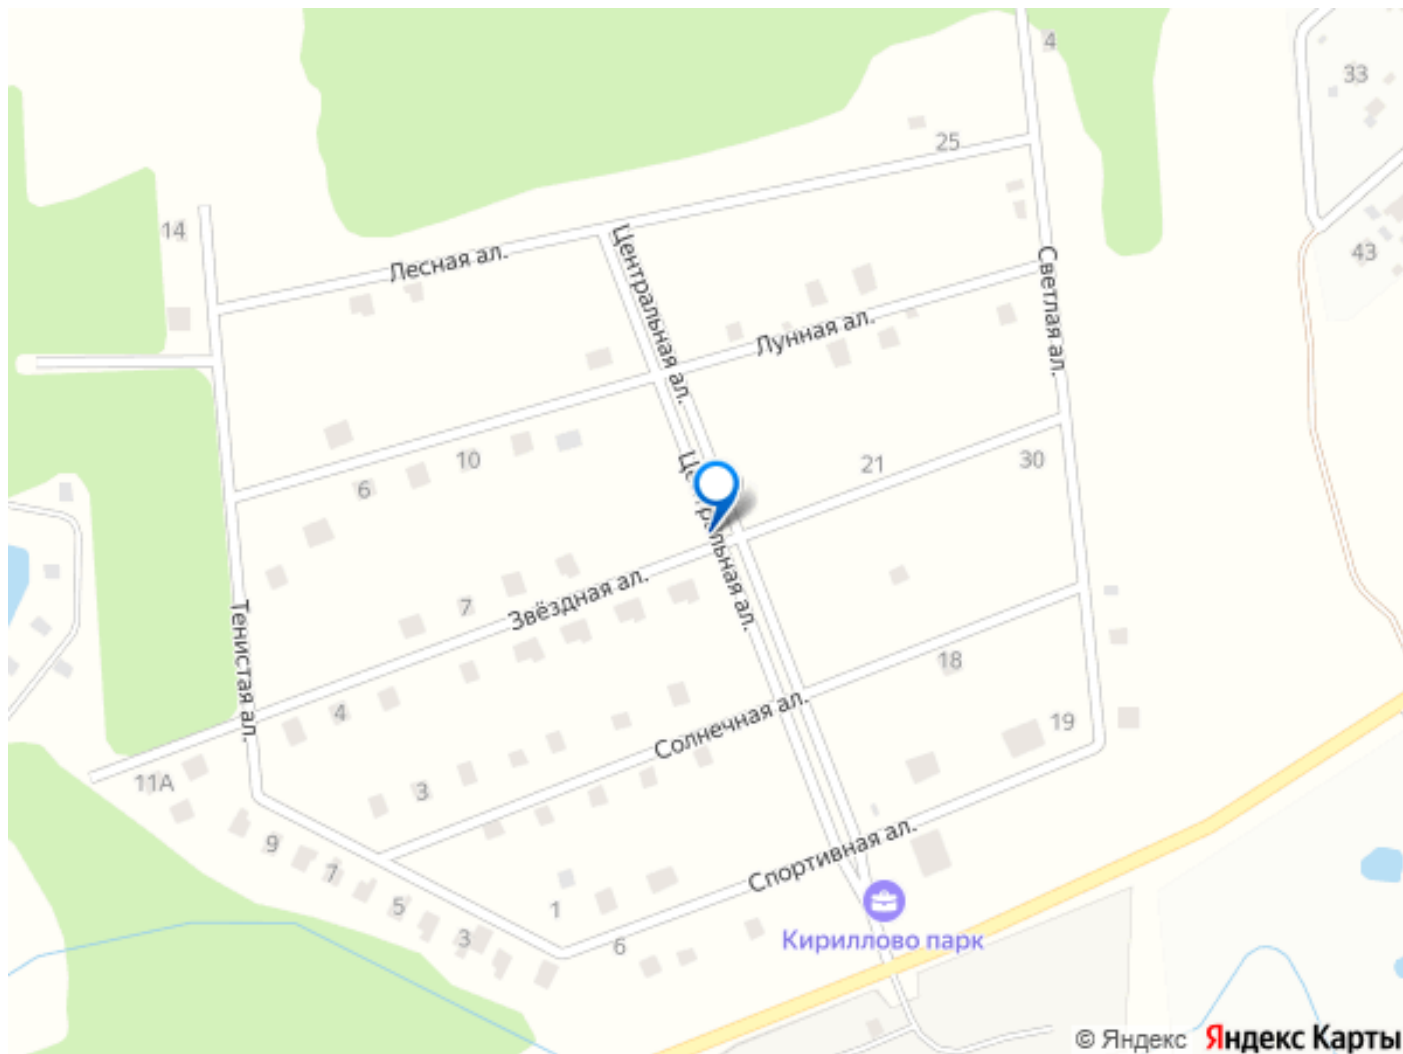 4
33
25
14
43
Лесная ал.
Центральная ал.
Светлая ал.
Лунная ал.
10
6
21
30
Центральная ал.
7
Звёздная ал.
Тенистая ал.
4
18
Солнечная ал.
19
11А
3
9
7
5
3
1
6
Спортивная ал.
Кириллово парк
© Яндекс Яндекс Карты